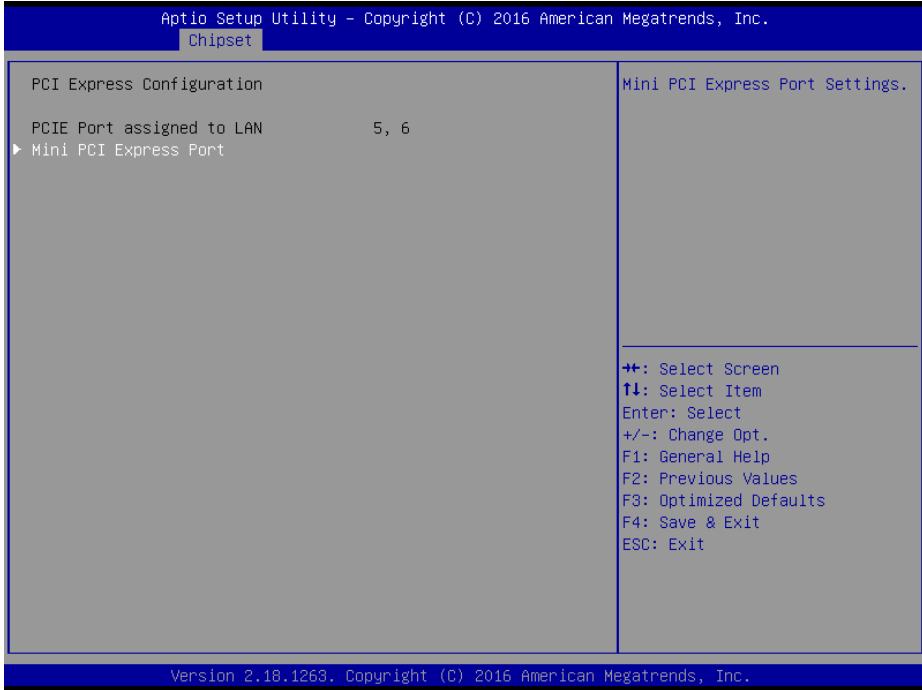 Aptio Setup Utility – Copyright (C) 2016 American Megatrends, Inc.
Chipset
PCI Express Configuration
PCIE Port assigned to LAN 5, 6
Mini PCI Express Port
Mini PCI Express Port Settings.
→←: Select Screen
↑↓: Select Item
Enter: Select
+/-: Change Opt.
F1: General Help
F2: Previous Values
F3: Optimized Defaults
F4: Save & Exit
ESC: Exit
Version 2.18.1263. Copyright (C) 2016 American Megatrends, Inc.